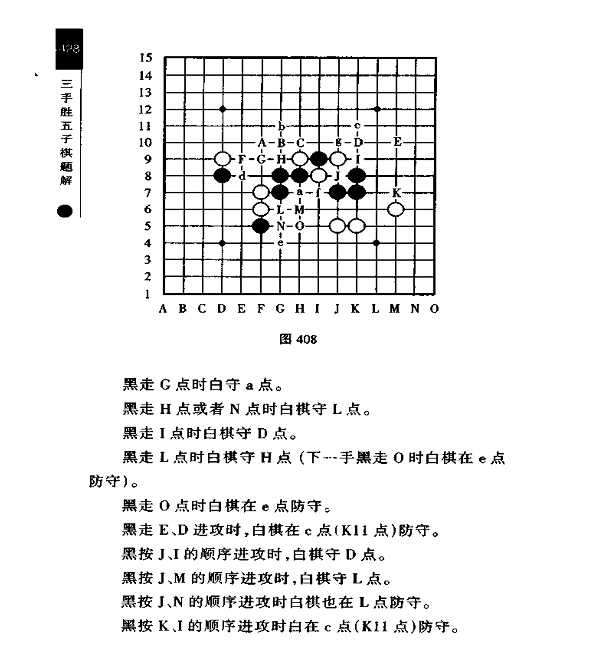 428
三手胜五子棋题解
15
14
13
12
11 b c
10 A B C g D E
9 F G H I
8 d J
7 a f K
6 L M
5 N O
4 e
3
2
1
A B C D E F G H I J K L M N O
图 408
黑走 G 点时白守 a 点。
黑走 H 点或者 N 点时白棋守 L 点。
黑走 I 点时白棋守 D 点。
黑走 L 点时白棋守 H 点 (下一手黑走 O 时白棋在 e 点
防守)。
黑走 O 点时白棋在 e 点防守。
黑走 E、D 进攻时,白棋在 c 点(K11 点)防守。
黑按 J、I 的顺序进攻时,白棋守 D 点。
黑按 J、M 的顺序进攻时,白棋守 L 点。
黑按 J、N 的顺序进攻时白棋也在 L 点防守。
黑按 K、I 的顺序进攻时白在 c 点(K11 点)防守。